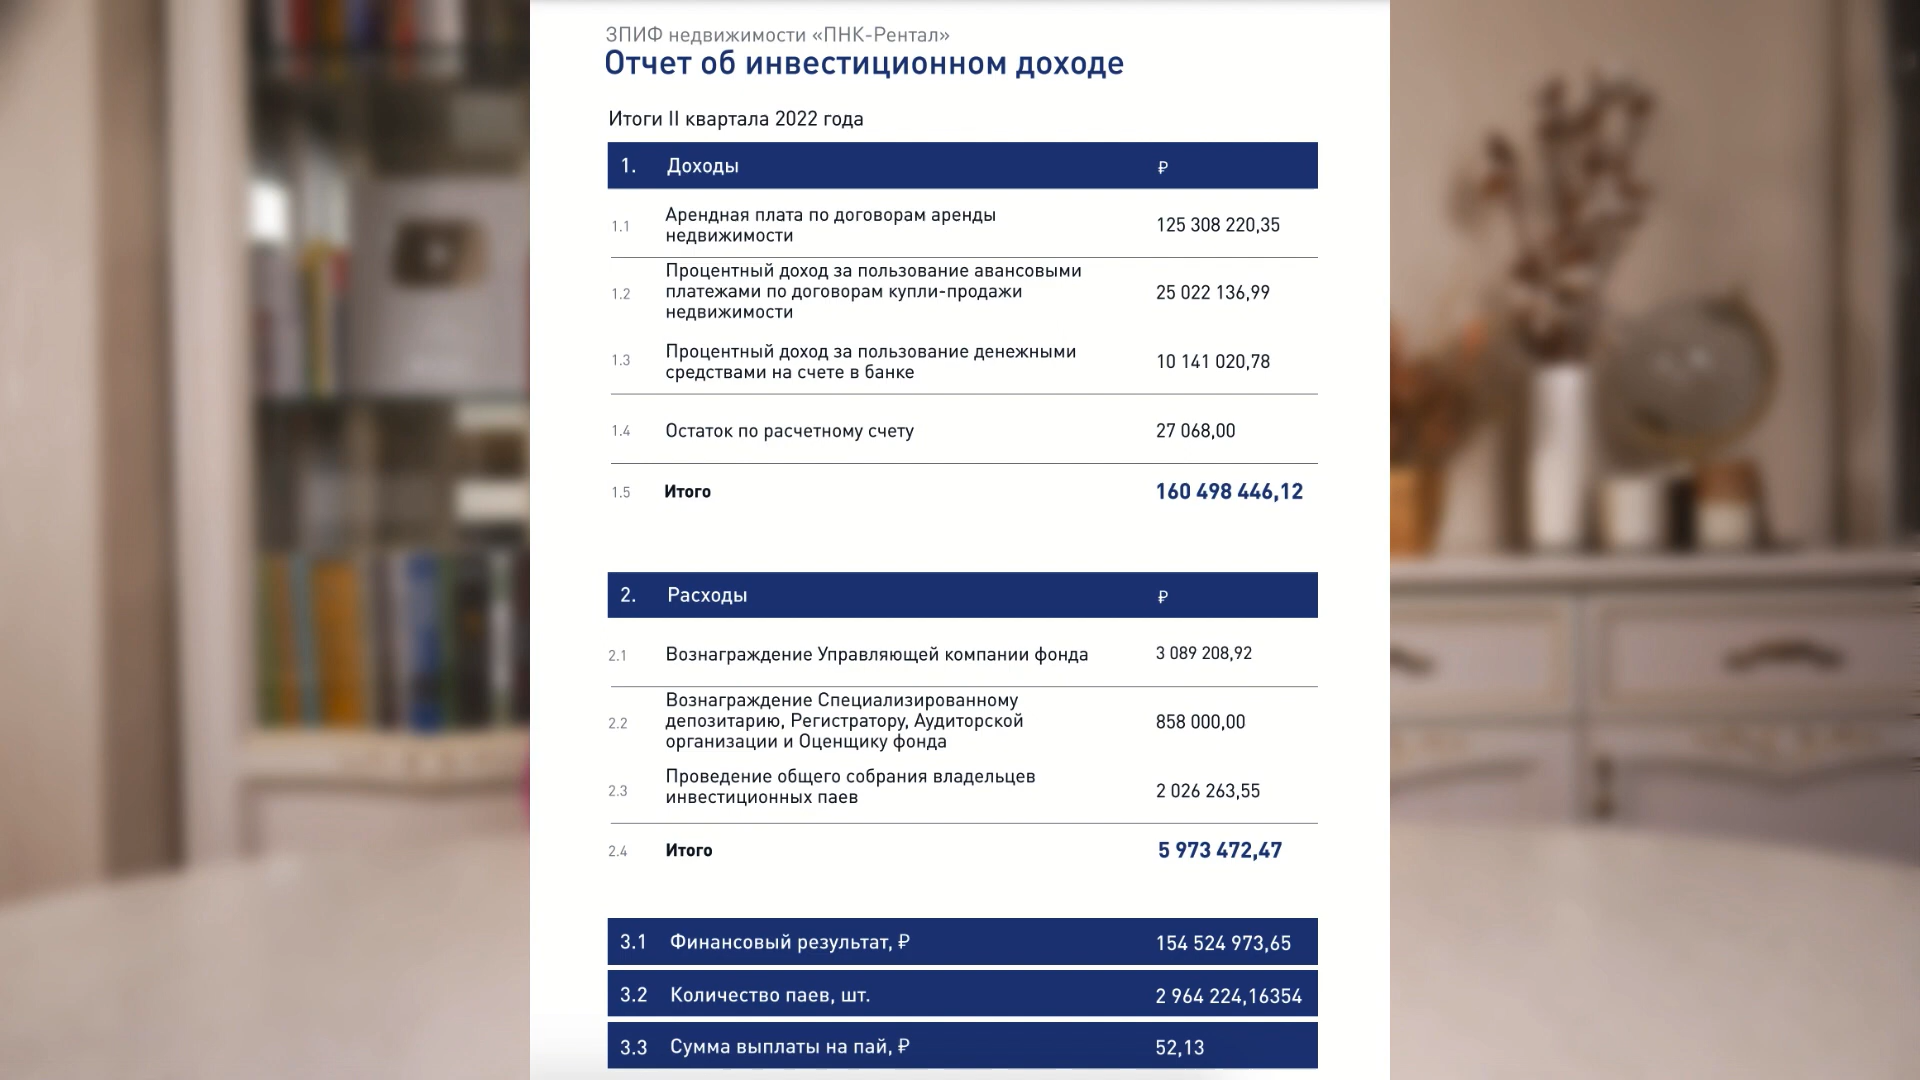 ЗПИФ недвижимости «ПНК-Рентал»
Отчет об инвестиционном доходе
Итоги II квартала 2022 года
1. Доходы ₽
1.1 Арендная плата по договорам аренды
недвижимости 125 308 220,35
1.2 Процентный доход за пользование авансовыми
платежами по договорам купли-продажи
недвижимости 25 022 136,99
1.3 Процентный доход за пользование денежными
средствами на счете в банке 10 141 020,78
1.4 Остаток по расчетному счету 27 068,00
1.5 Итого 160 498 446,12
2. Расходы ₽
2.1 Вознаграждение Управляющей компании фонда 3 089 208,92
2.2 Вознаграждение Специализированному
депозитарию, Регистратору, Аудиторской
организации и Оценщику фонда 858 000,00
2.3 Проведение общего собрания владельцев
инвестиционных паев 2 026 263,55
2.4 Итого 5 973 472,47
3.1 Финансовый результат, ₽ 154 524 973,65
3.2 Количество паев, шт. 2 964 224,16354
3.3 Сумма выплаты на пай, ₽ 52,13